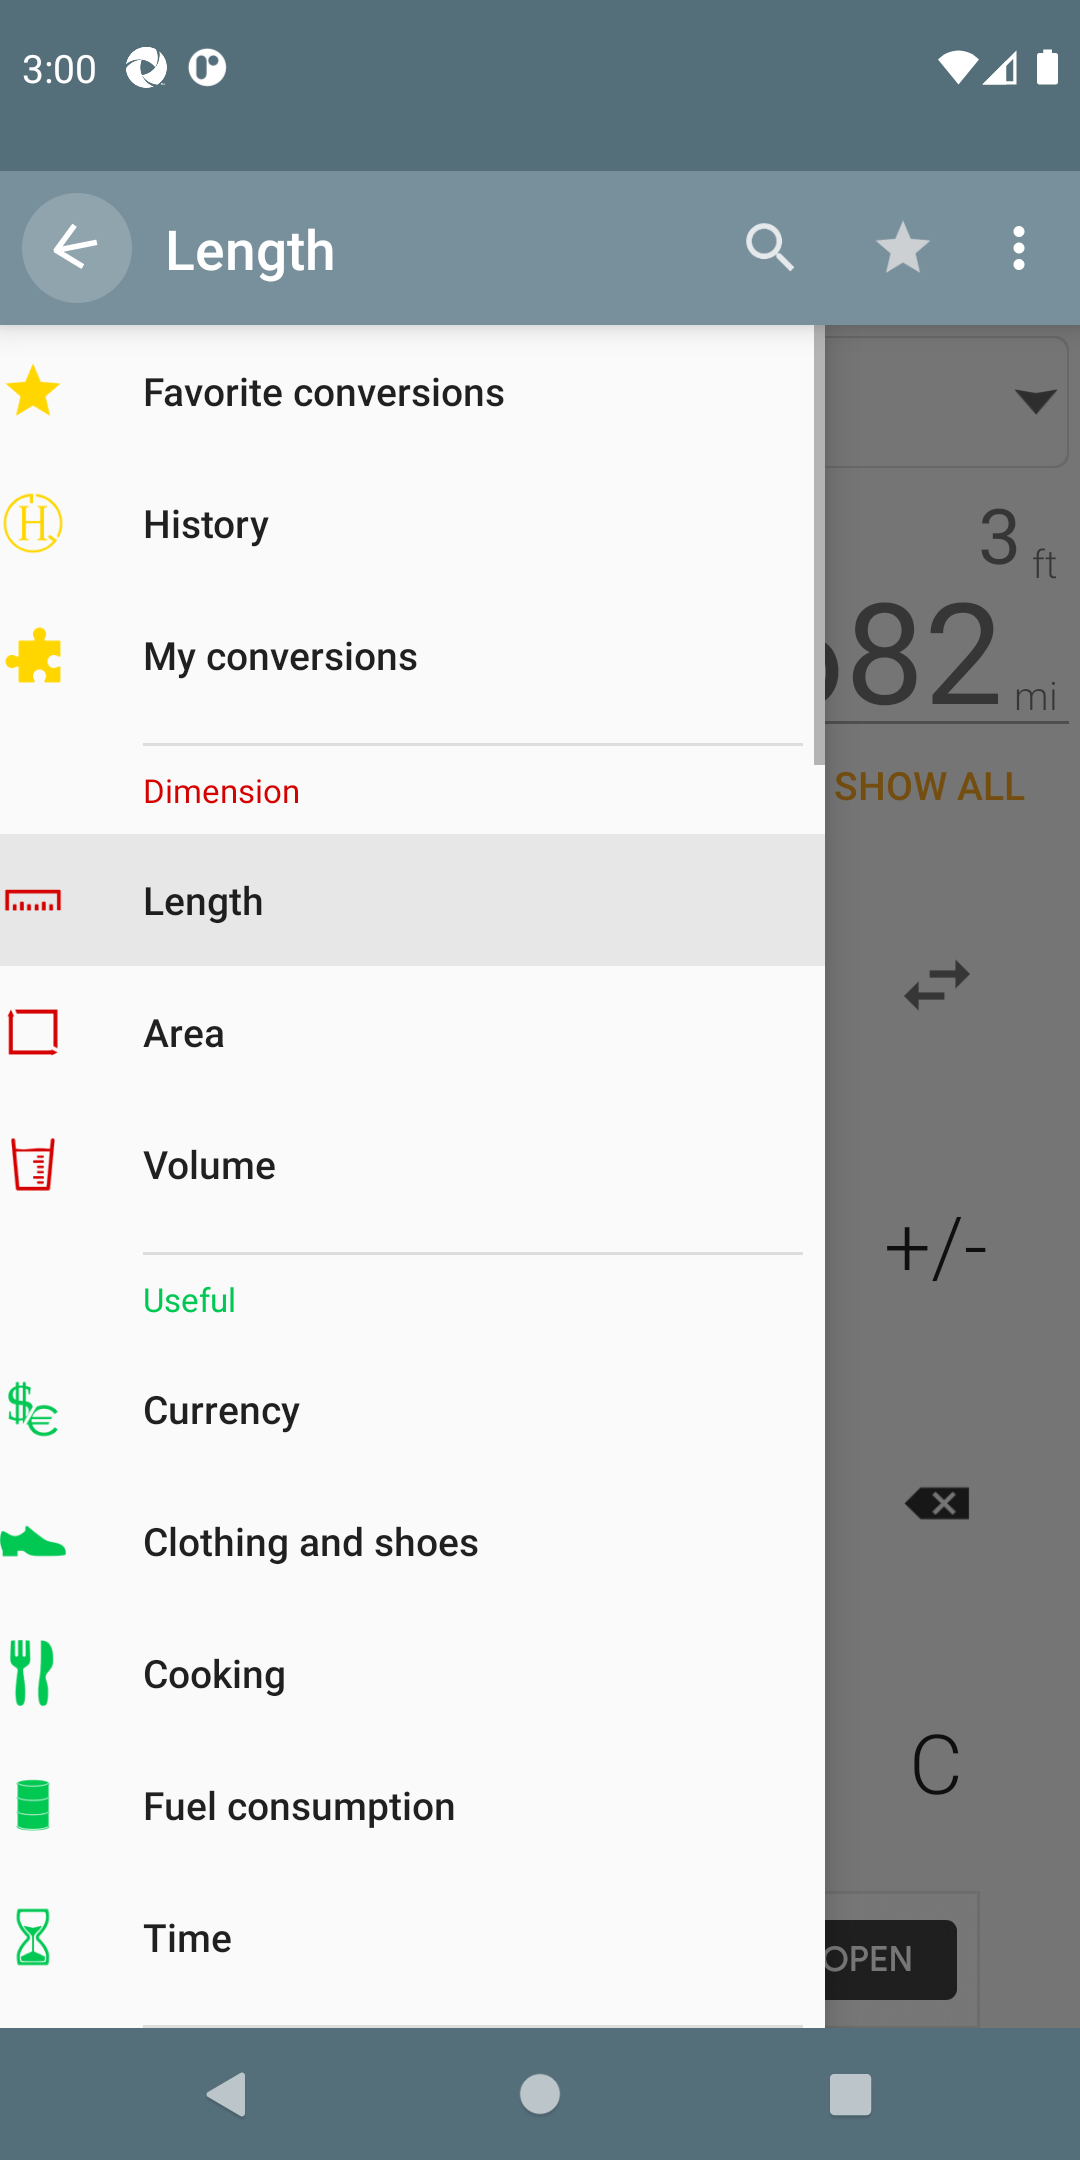 3:00
Length
Favorite conversions
History
My conversions
Dimension
Length
Area
Volume
Useful
Currency
Clothing and shoes
Cooking
Fuel consumption
Time
3 ft
82 mi
SHOW ALL
+/-
C
OPEN